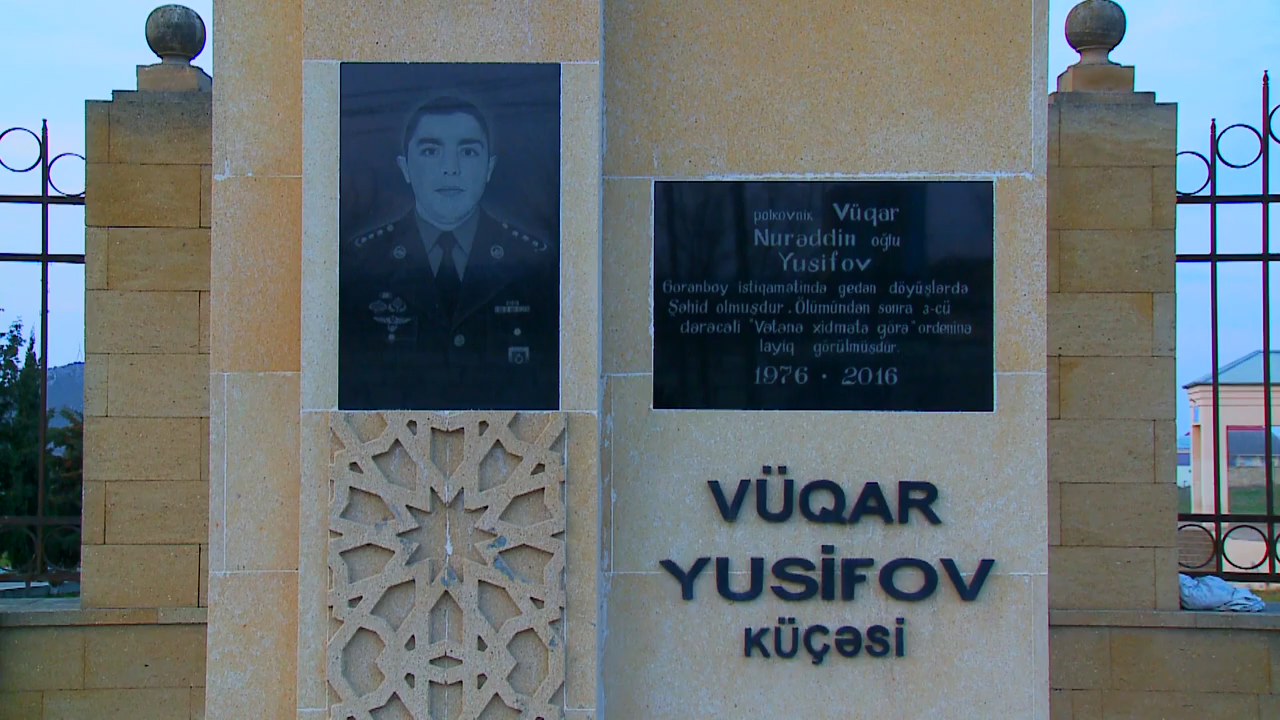 polkovnik Vüqar
Nurəddin oğlu
Yusifov
Goranboy istiqamətində gedən döyüşlərdə
Şəhid olmuşdur. Ölümündən sonra 3-cü
dərəcəli "Vətənə xidmətə görə" ordeninə
layiq görülmüşdür.
1976 · 2016
VÜQAR
YUSİFOV
KÜÇƏSİ